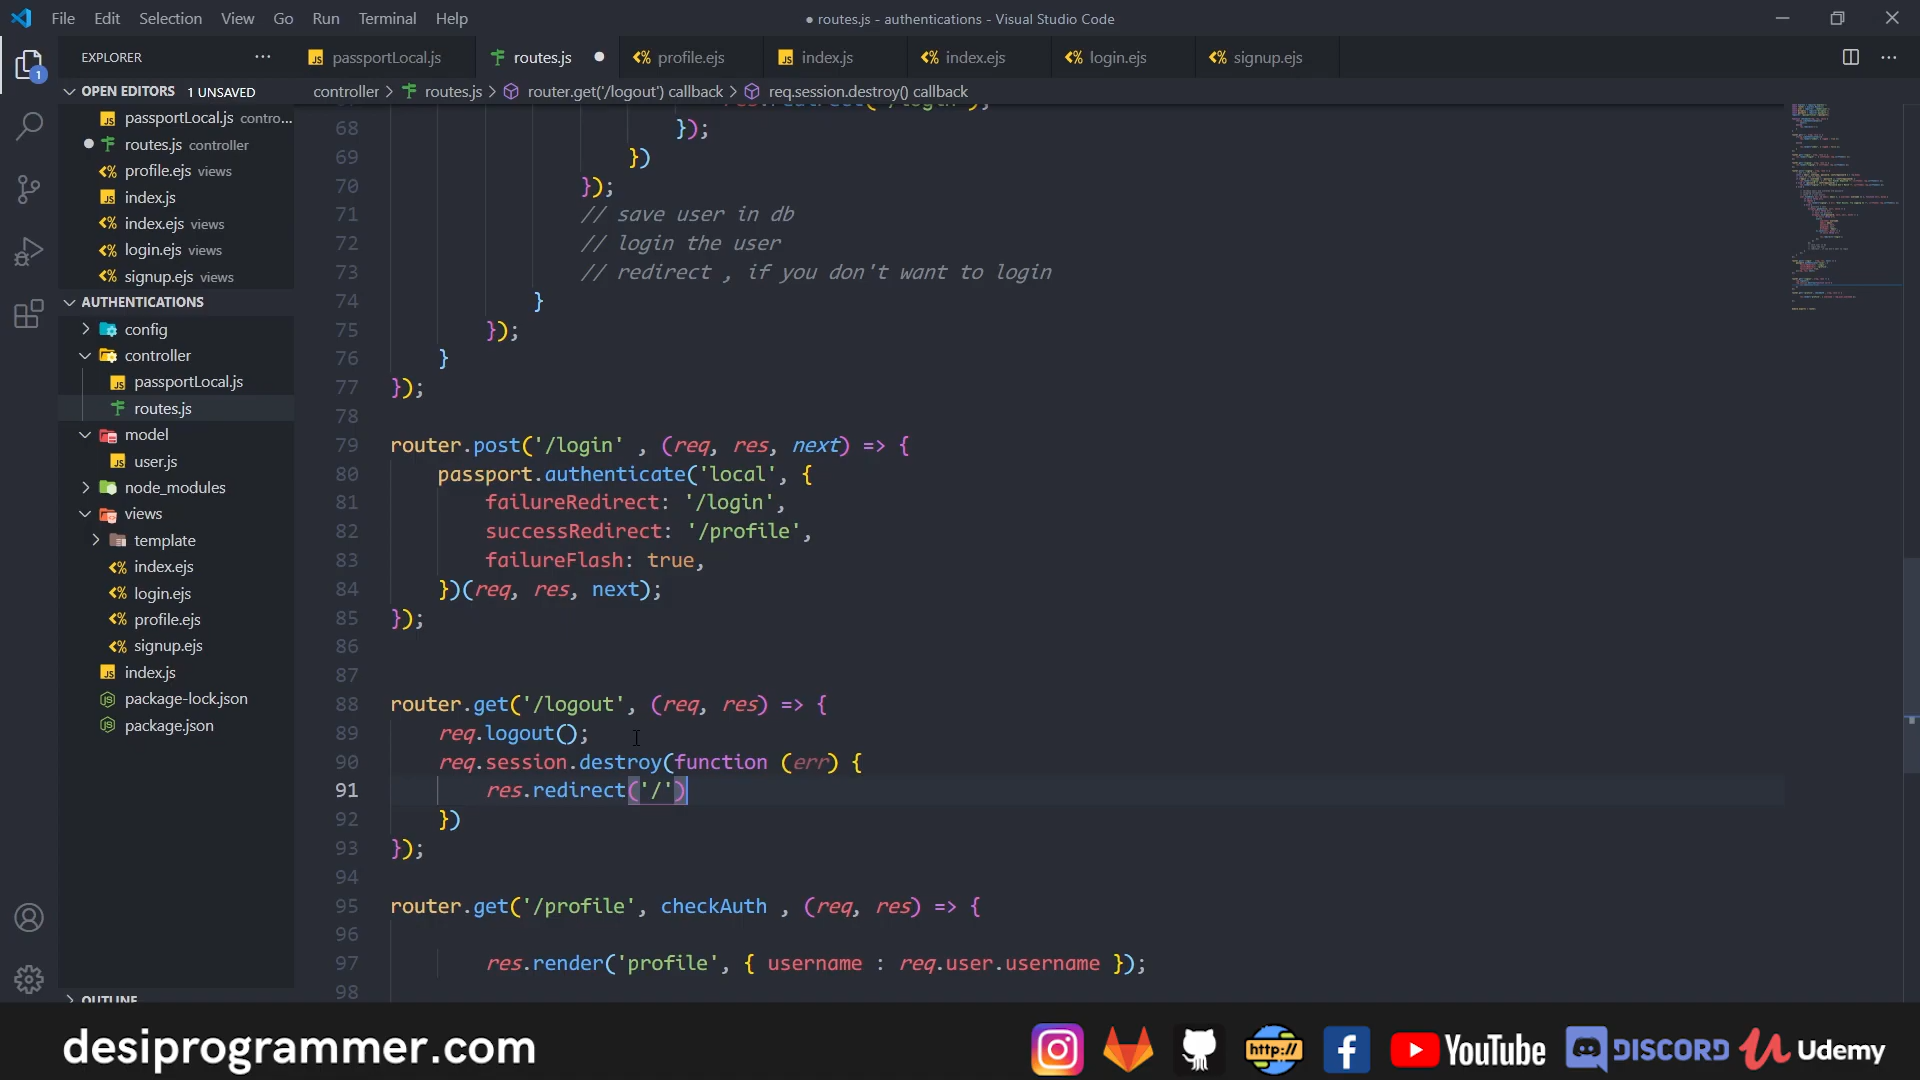 File Edit Selection View Go Run Terminal Help
● routes.js - authentications - Visual Studio Code
EXPLORER
passportLocal.js
routes.js
profile.ejs
index.js
index.ejs
login.ejs
signup.ejs
OPEN EDITORS 1 UNSAVED
controller > routes.js > router.get('/logout') callback > req.session.destroy() callback
passportLocal.js contro...
routes.js controller
profile.ejs views
index.js
index.ejs views
login.ejs views
signup.ejs views
AUTHENTICATIONS
config
controller
passportLocal.js
routes.js
model
user.js
node_modules
views
template
index.ejs
login.ejs
profile.ejs
signup.ejs
index.js
package-lock.json
package.json
OUTLINE
1
68 });
69 })
70 });
71 // save user in db
72 // login the user
73 // redirect , if you don't want to login
74 }
75 });
76 }
77 });
78
79 router.post('/login' , (req, res, next) => {
80 passport.authenticate('local', {
81 failureRedirect: '/login',
82 successRedirect: '/profile',
83 failureFlash: true,
84 })(req, res, next);
85 });
86
87
88 router.get('/logout', (req, res) => {
89 req.logout();
90 req.session.destroy(function (err) {
91 res.redirect('/')
92 })
93 });
94
95 router.get('/profile', checkAuth , (req, res) => {
96
97 res.render('profile', { username : req.user.username });
98
desiprogrammer.com
http://
YouTube
DISCORD
Udemy